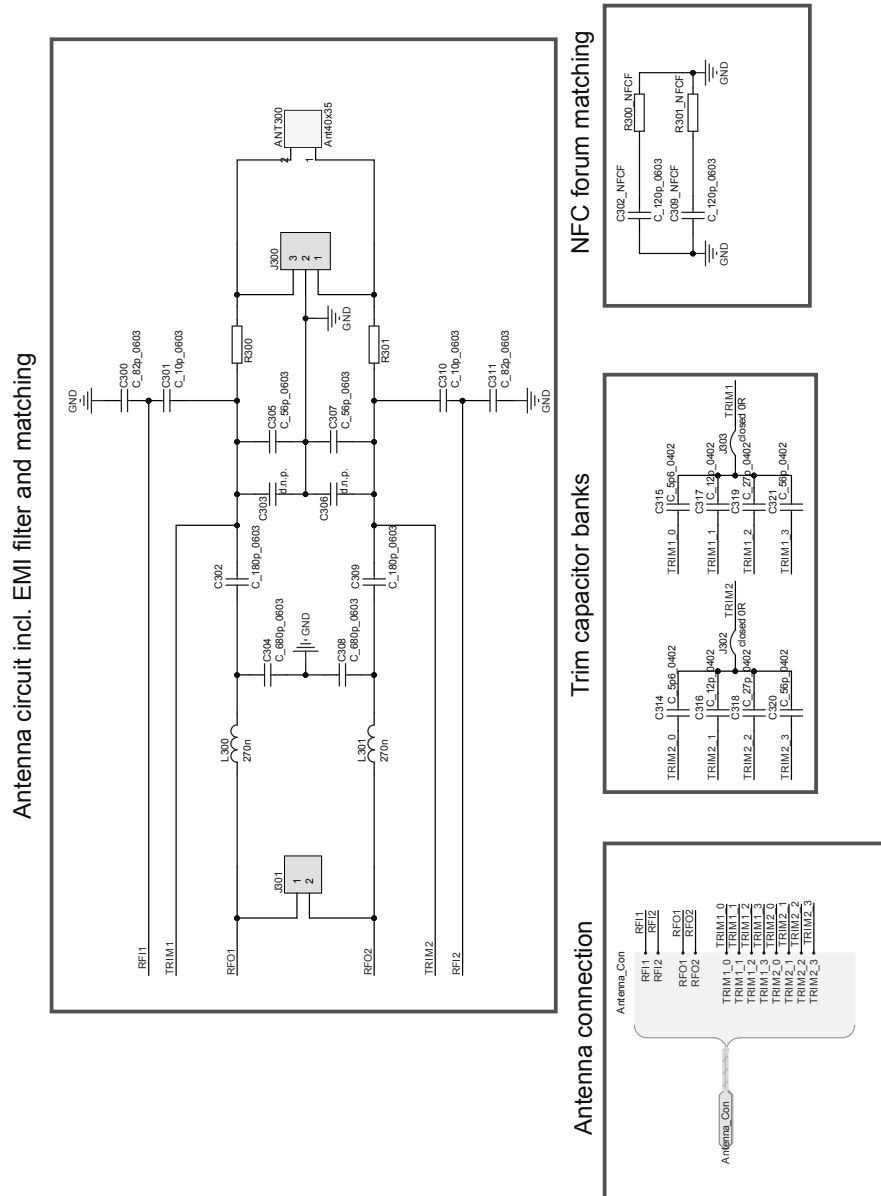 Antenna circuit incl. EMI filter and matching
RFI1
TRIM1
RFO1
RFO2
TRIM2
RFI2
J301
1
2
L300
270n
L301
270n
C304
C_680p_0603
GND
C308
C_680p_0603
C302
C_180p_0603
C309
C_180p_0603
C303
d.n.p.
C306
d.n.p.
C305
C_56p_0603
C307
C_56p_0603
GND
C300
C_82p_0603
C301
C_10p_0603
C310
C_10p_0603
C311
C_82p_0603
GND
R300
R301
GND
J300
3
2
1
ANT300
2
1
Ant40x35
Antenna connection
Antenna_Con
Antenna_Con
RFI1
RFI1
RFI2
RFI2
RFO1
RFO1
RFO2
RFO2
TRIM1_0
TRIM1_0
TRIM1_1
TRIM1_1
TRIM1_2
TRIM1_2
TRIM1_3
TRIM1_3
TRIM2_0
TRIM2_0
TRIM2_1
TRIM2_1
TRIM2_2
TRIM2_2
TRIM2_3
TRIM2_3
Trim capacitor banks
C314
TRIM2_0
C_5p6_0402
C316
TRIM2_1
C_12p_0402
C318
TRIM2_2
C_27p_0402
C320
TRIM2_3
C_56p_0402
J302
TRIM2
closed 0R
C315
TRIM1_0
C_5p6_0402
C317
TRIM1_1
C_12p_0402
C319
TRIM1_2
C_27p_0402
C321
TRIM1_3
C_56p_0402
J303
TRIM1
closed 0R
NFC forum matching
C302_NFCF
C_120p_0603
R300_NFCF
C309_NFCF
C_120p_0603
R301_NFCF
GND
GND